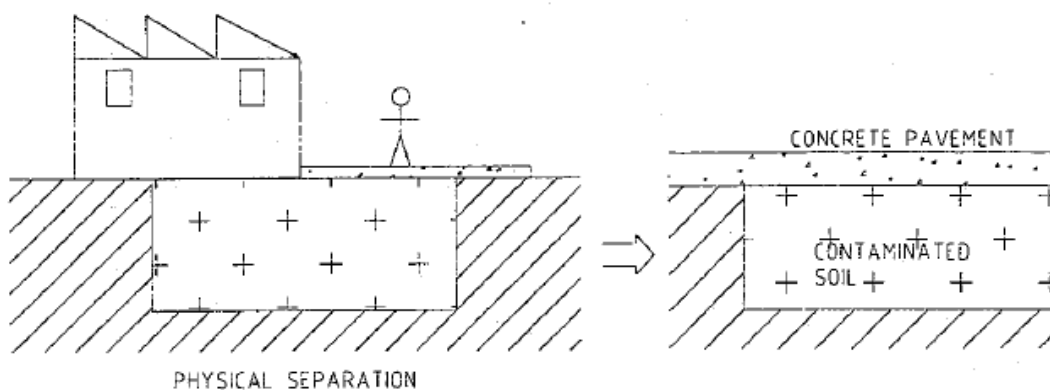 CONCRETE PAVEMENT
CONTAMINATED
SOIL
PHYSICAL SEPARATION